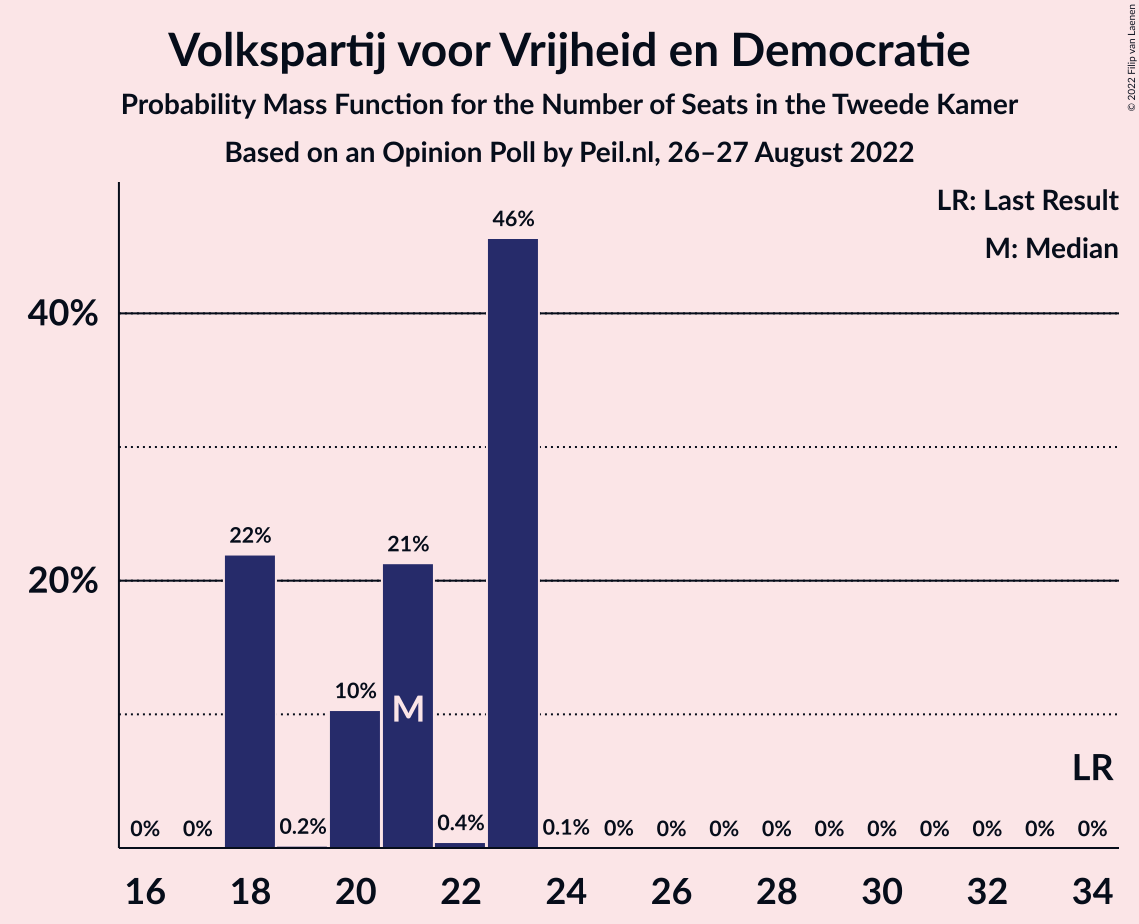 Volkspartij voor Vrijheid en Democratie
Probability Mass Function for the Number of Seats in the Tweede Kamer
Based on an Opinion Poll by Peil.nl, 26–27 August 2022
© 2022 Filip van Laenen
LR: Last Result
M: Median
46%
40%
22%
21%
20%
10%
M
LR
0% 0% 0.2% 0.4% 0.1% 0% 0% 0% 0% 0% 0% 0% 0% 0% 0%
16 18 20 22 24 26 28 30 32 34